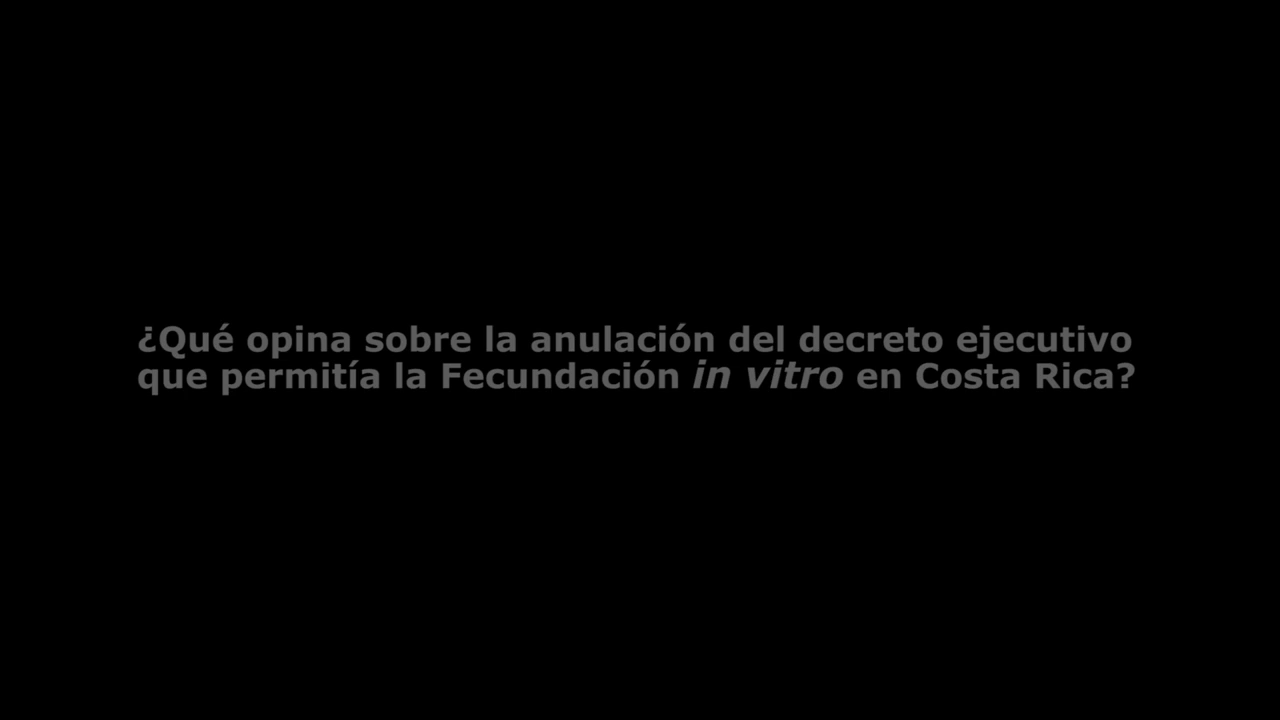 ¿Qué opina sobre la anulación del decreto ejecutivo
que permitía la Fecundación in vitro en Costa Rica?